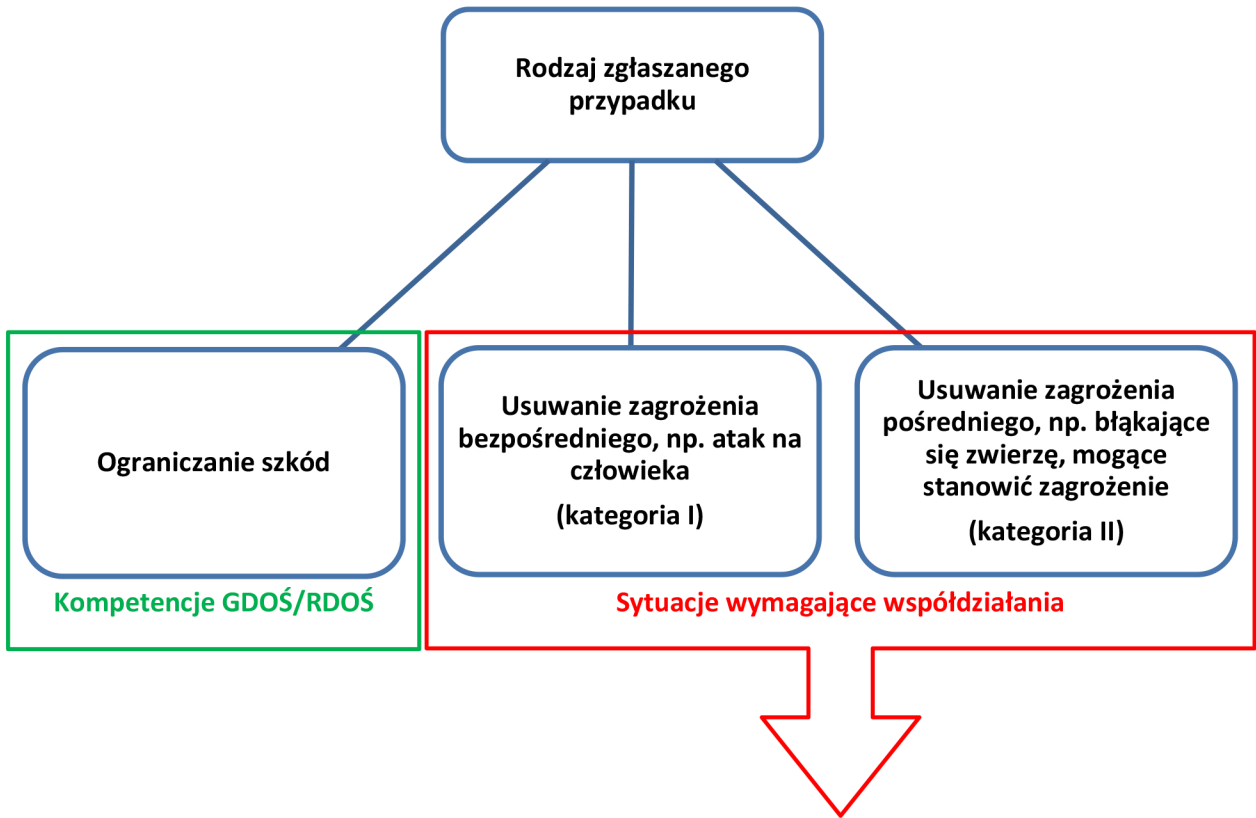 Rodzaj zgłaszanego
przypadku
Ograniczanie szkód
Usuwanie zagrożenia
bezpośredniego, np. atak na
człowieka
(kategoria I)
Usuwanie zagrożenia
pośredniego, np. błąkające
się zwierzę, mogące
stanowić zagrożenie
(kategoria II)
Kompetencje GDOŚ/RDOŚ
Sytuacje wymagające współdziałania